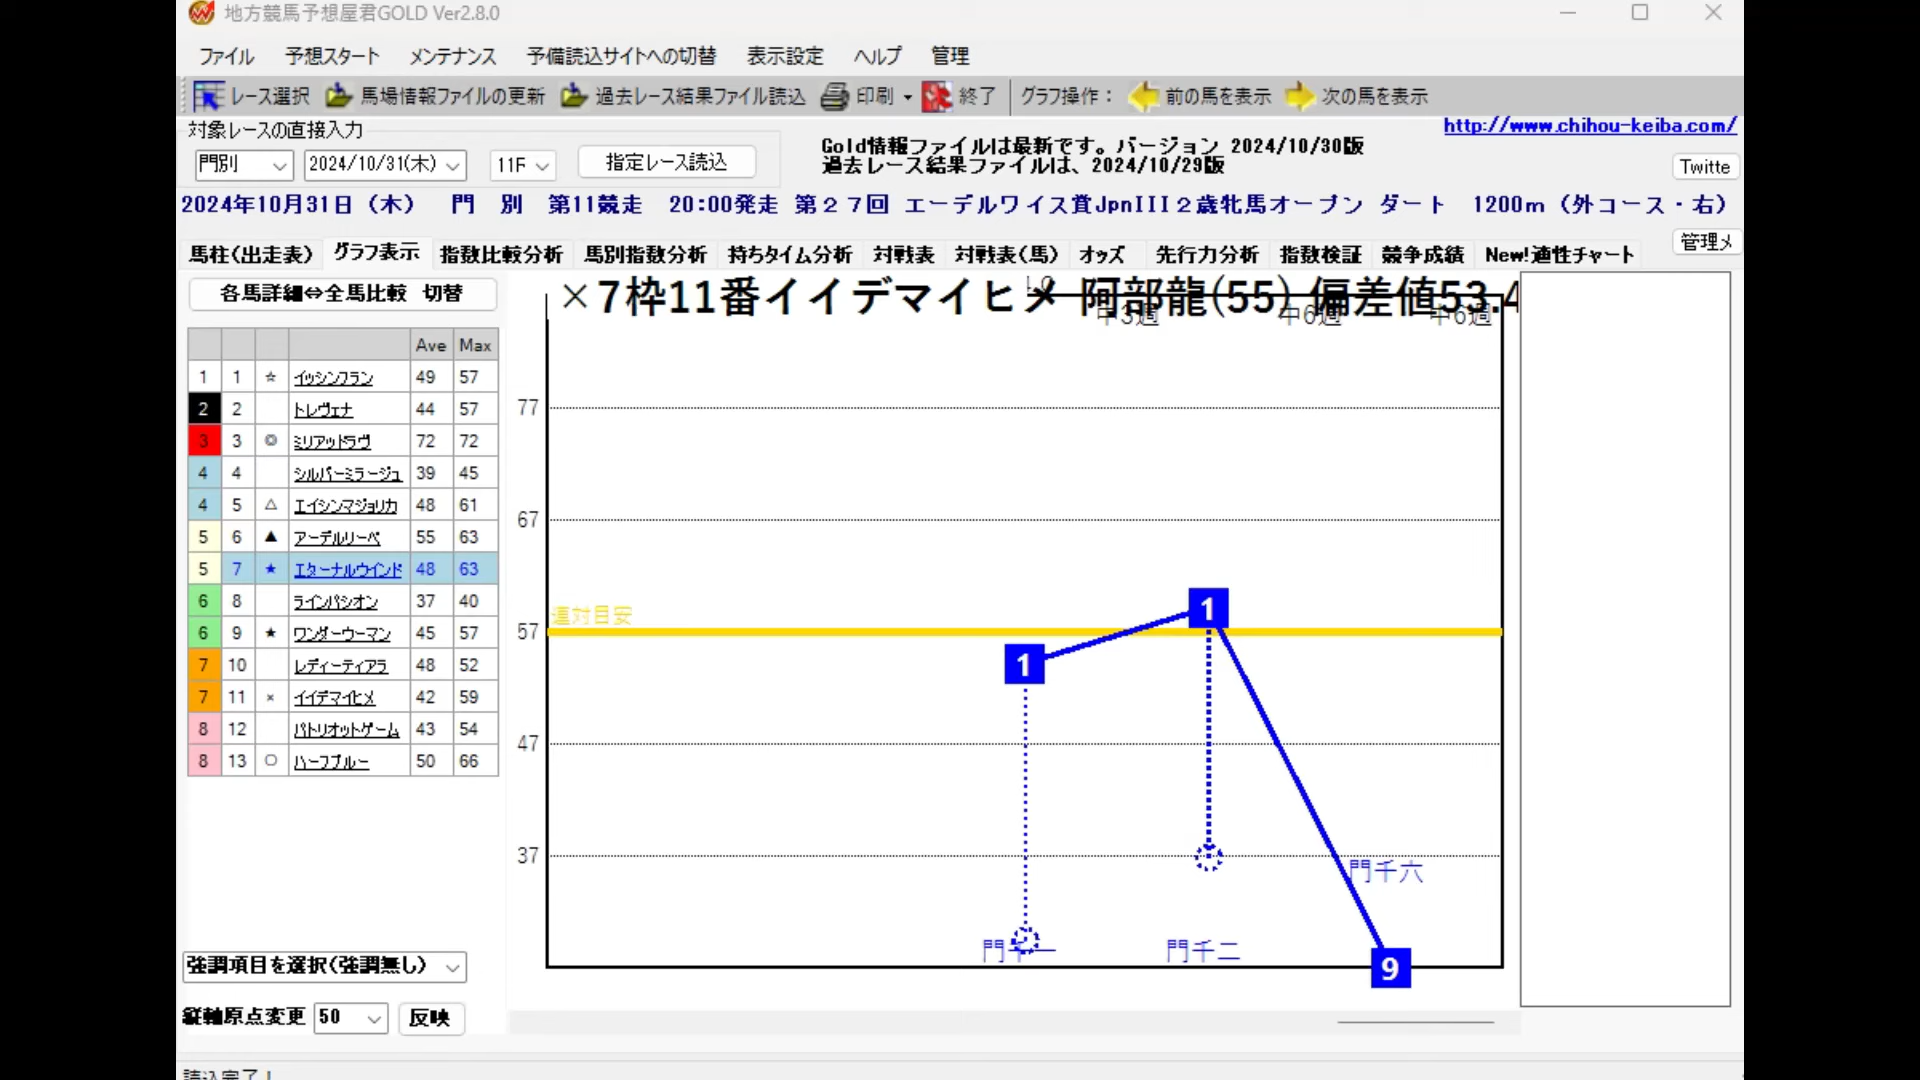 地方競馬予想屋君GOLD Ver2.8.0
ファイル 予想スタート メンテナンス 予備読込サイトへの切替 表示設定 ヘルプ 管理
レース選択 馬場情報ファイルの更新 過去レース結果ファイル読込 印刷 終了 グラフ操作： 前の馬を表示 次の馬を表示
対象レースの直接入力
http://www.chihou-keiba.com/
門別 2024/10/31(木) 11F 指定レース読込
Gold情報ファイルは最新です。バージョン 2024/10/30版
過去レース結果ファイルは、2024/10/29版
Twitte
2024年10月31日（木） 門 別 第11競走 20:00発走 第２７回 エーデルワイス賞JpnIII２歳牝馬オープン ダート 1200m（外コース・右）
管理メ
馬柱(出走表) グラフ表示 指数比較分析 馬別指数分析 持ちタイム分析 対戦表 対戦表(馬) オッズ 先行力分析 指数検証 競争成績 New!適性チャート
各馬詳細⇔全馬比較 切替
×7枠11番イイデマイヒメ 阿部龍(55) 偏差値53.4
中3週 中6週 中6週
Ave Max
1 1 ☆ イッシンフラン 49 57
2 2 トレヴェナ 44 57
3 3 ◎ ミリアッドラヴ 72 72
4 4 シルバーミラージュ 39 45
4 5 △ エイシンマジョリカ 48 61
5 6 ▲ アーデルリーベ 55 63
5 7 ★ エターナルウインド 48 63
6 8 ラインパシオン 37 40
6 9 ★ ワンダーウーマン 45 57
7 10 レディーティアラ 48 52
7 11 × イイデマイヒメ 42 59
8 12 パトリオットゲーム 43 54
8 13 ○ ハーフブルー 50 66
77
67
連対目安
57
47
37
1
1
9
門千六
門千一
門千二
強調項目を選択(強調無し)
縦軸原点変更 50 反映
読込完了！